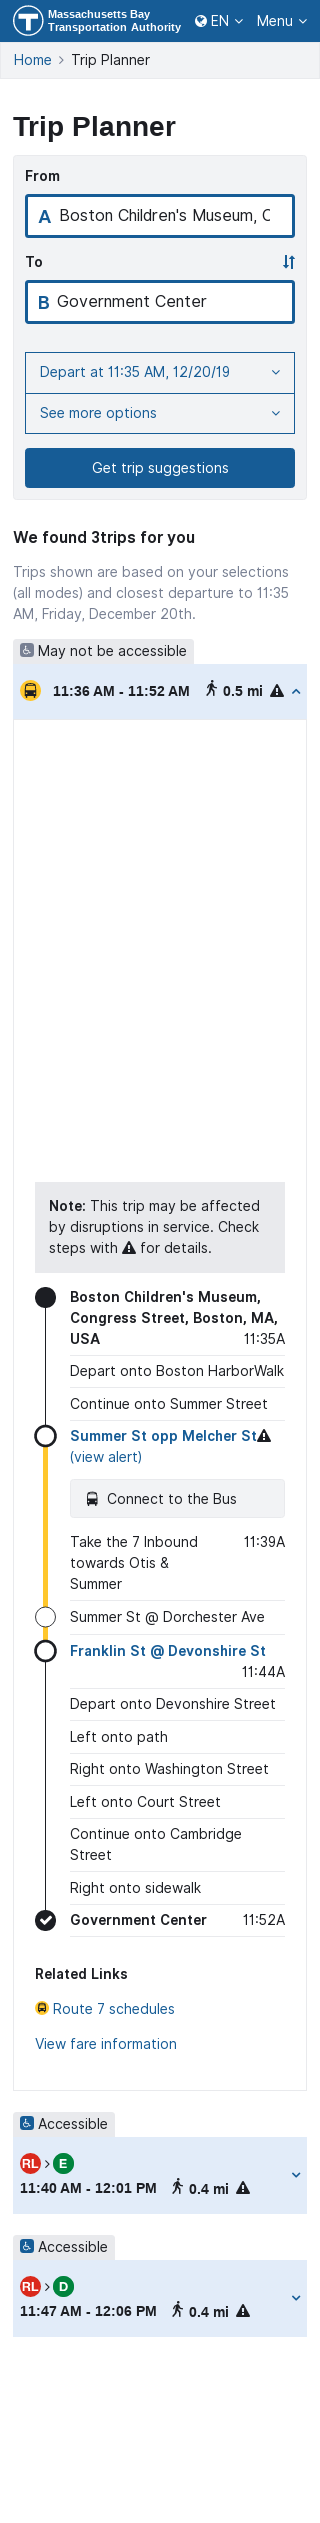 Massachusetts Bay
Transportation Authority
EN
Menu
Home
Trip Planner
Trip Planner
From
A
Boston Children's Museum, C
To
B
Government Center
Depart at 11:35 AM, 12/20/19
See more options
Get trip suggestions
We found 3trips for you
Trips shown are based on your selections
(all modes) and closest departure to 11:35
AM, Friday, December 20th.
May not be accessible
11:36 AM - 11:52 AM
0.5 mi
Note: This trip may be affected
by disruptions in service. Check
steps with for details.
Boston Children's Museum,
Congress Street, Boston, MA,
USA
11:35A
Depart onto Boston HarborWalk
Continue onto Summer Street
Summer St opp Melcher St
(view alert)
Connect to the Bus
Take the 7 Inbound 11:39A
towards Otis &
Summer
Summer St @ Dorchester Ave
Franklin St @ Devonshire St
11:44A
Depart onto Devonshire Street
Left onto path
Right onto Washington Street
Left onto Court Street
Continue onto Cambridge
Street
Right onto sidewalk
Government Center 11:52A
Related Links
Route 7 schedules
View fare information
Accessible
RL E
11:40 AM - 12:01 PM
0.4 mi
Accessible
RL D
11:47 AM - 12:06 PM
0.4 mi